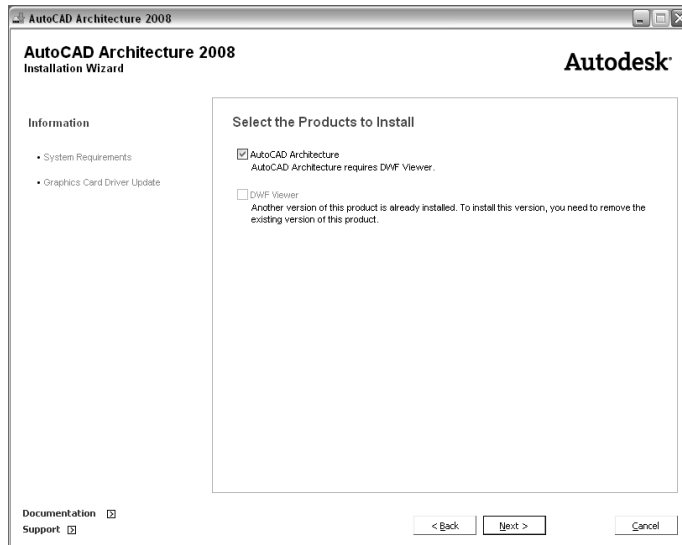 AutoCAD Architecture 2008
AutoCAD Architecture 2008
Installation Wizard
Autodesk
Information
• System Requirements
• Graphics Card Driver Update
Select the Products to Install
AutoCAD Architecture
AutoCAD Architecture requires DWF Viewer.
DWF Viewer
Another version of this product is already installed. To install this version, you need to remove the
existing version of this product.
Documentation
Support
< Back
Next >
Cancel